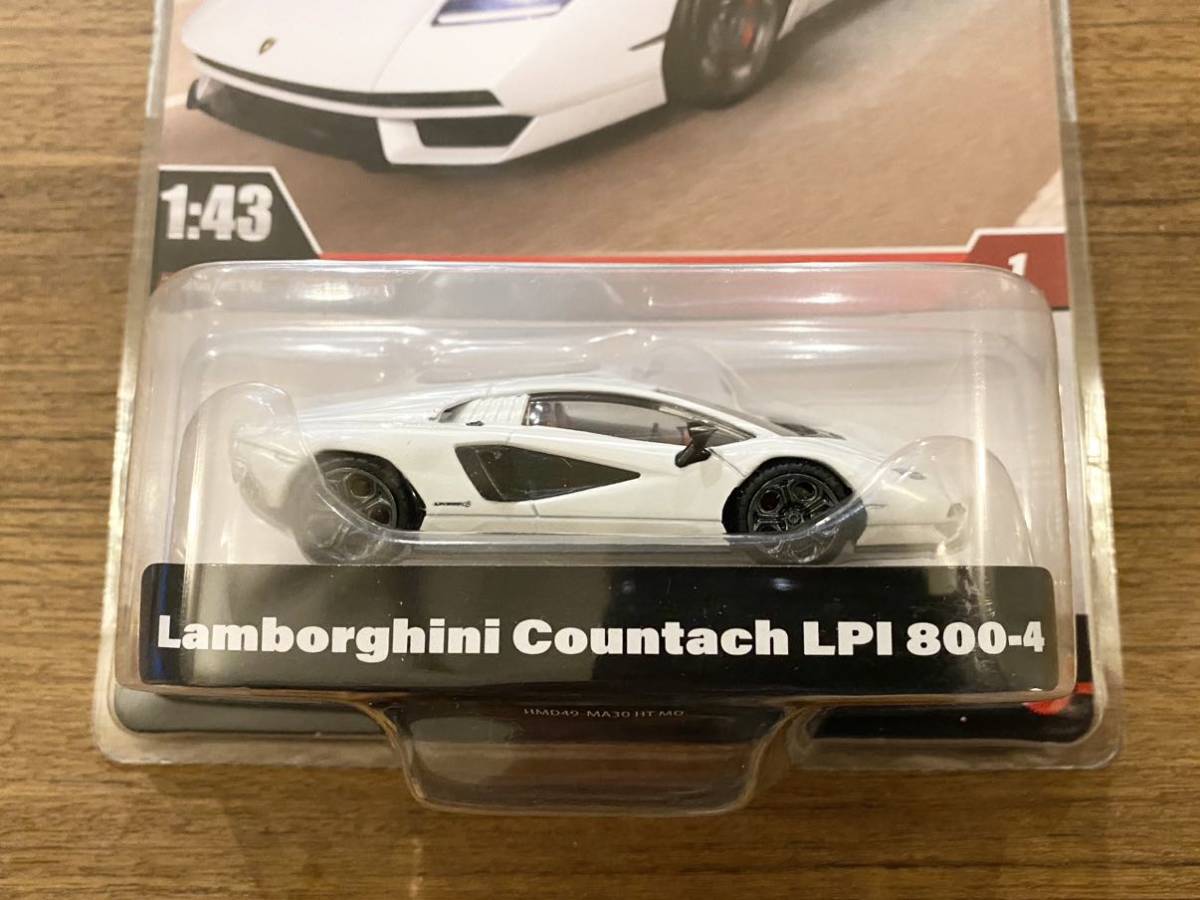 1:43
1
Lamborghini Countach LPI 800-4
HMD49-MA30 HT MO